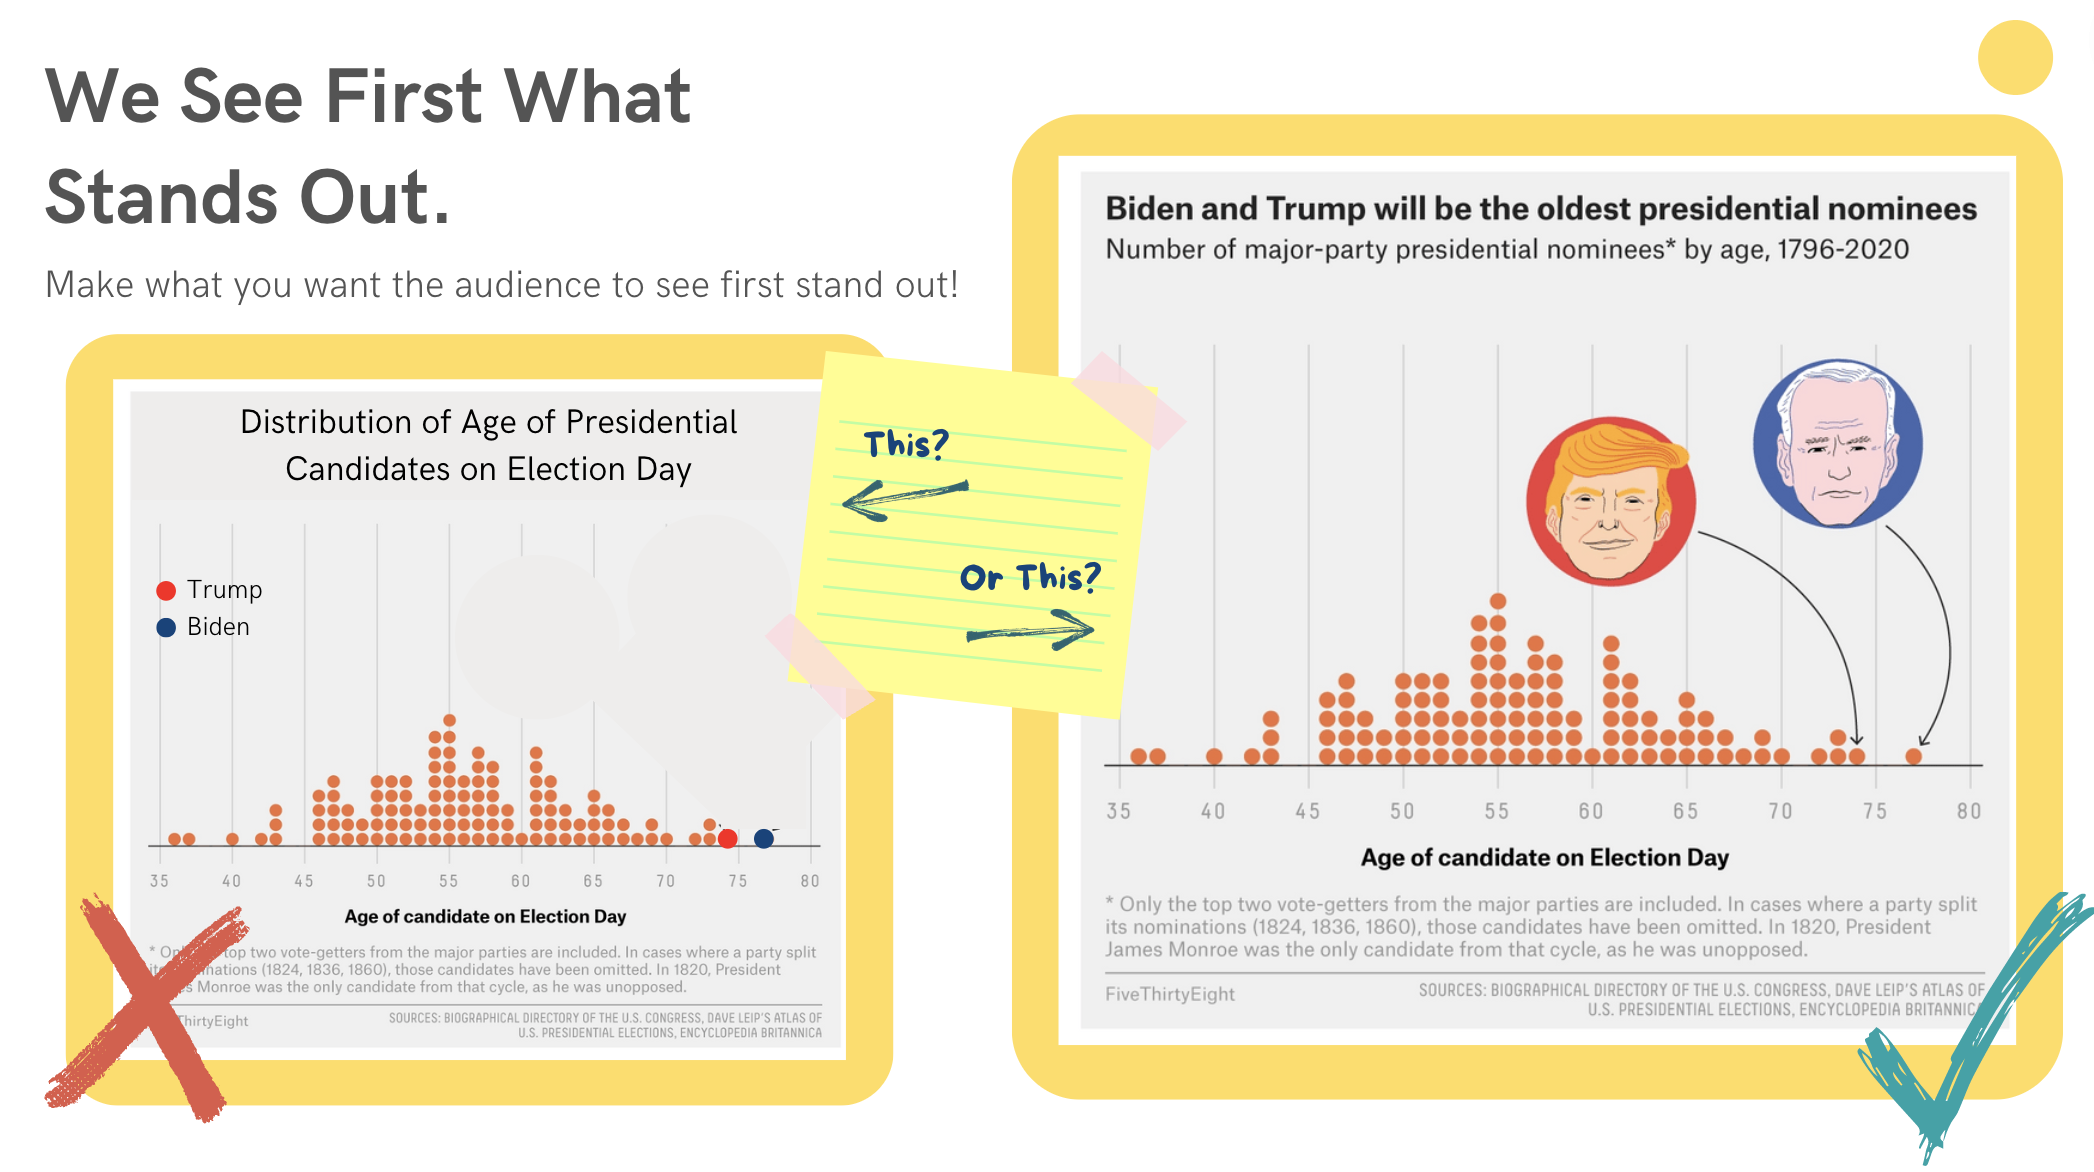 We See First What
Stands Out.
Make what you want the audience to see first stand out!
Distribution of Age of Presidential
Candidates on Election Day
Trump
Biden
35 40 45 50 55 60 65 70 75 80
Age of candidate on Election Day
* top two vote-getters from the major parties are included. In cases where a party split
(1824, 1836, 1860), those candidates have been omitted. In 1820, President
Monroe was the only candidate from that cycle, as he was unopposed.
ThirtyEight
SOURCES: BIOGRAPHICAL DIRECTORY OF THE U.S. CONGRESS, DAVE LEIP'S ATLAS OF
U.S. PRESIDENTIAL ELECTIONS, ENCYCLOPEDIA BRITANNICA
This?
Or This?
Biden and Trump will be the oldest presidential nominees
Number of major-party presidential nominees* by age, 1796-2020
35 40 45 50 55 60 65 70 75 80
Age of candidate on Election Day
* Only the top two vote-getters from the major parties are included. In cases where a party split
its nominations (1824, 1836, 1860), those candidates have been omitted. In 1820, President
James Monroe was the only candidate from that cycle, as he was unopposed.
FiveThirtyEight
SOURCES: BIOGRAPHICAL DIRECTORY OF THE U.S. CONGRESS, DAVE LEIP'S ATLAS OF
U.S. PRESIDENTIAL ELECTIONS, ENCYCLOPEDIA BRITANNICA